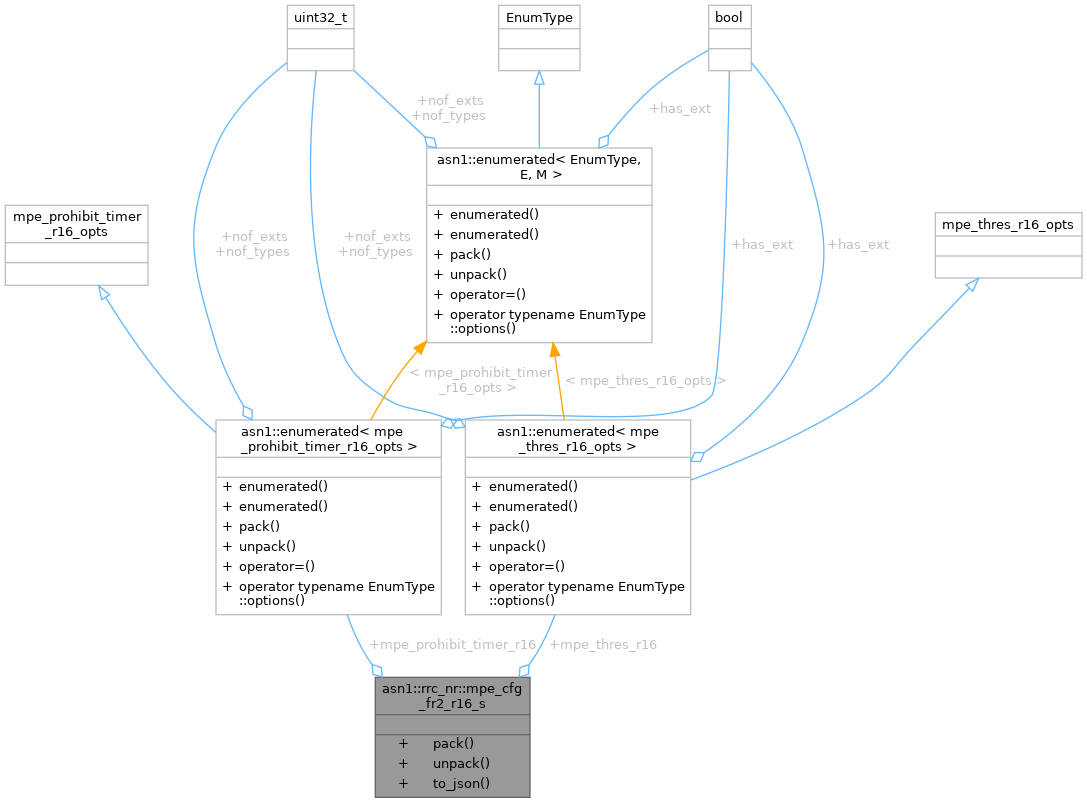 uint32_t
EnumType
bool
+nof_exts
+nof_types
+has_ext
asn1::enumerated< EnumType,
E, M >
+ enumerated()
+ enumerated()
+ pack()
+ unpack()
+ operator=()
+ operator typename EnumType
::options()
mpe_prohibit_timer
_r16_opts
mpe_thres_r16_opts
+nof_exts
+nof_types
+nof_exts
+nof_types
+has_ext
+has_ext
< mpe_prohibit_timer
_r16_opts >
< mpe_thres_r16_opts >
asn1::enumerated< mpe
_prohibit_timer_r16_opts >
+ enumerated()
+ enumerated()
+ pack()
+ unpack()
+ operator=()
+ operator typename EnumType
::options()
asn1::enumerated< mpe
_thres_r16_opts >
+ enumerated()
+ enumerated()
+ pack()
+ unpack()
+ operator=()
+ operator typename EnumType
::options()
+mpe_prohibit_timer_r16
+mpe_thres_r16
asn1::rrc_nr::mpe_cfg
_fr2_r16_s
+ pack()
+ unpack()
+ to_json()